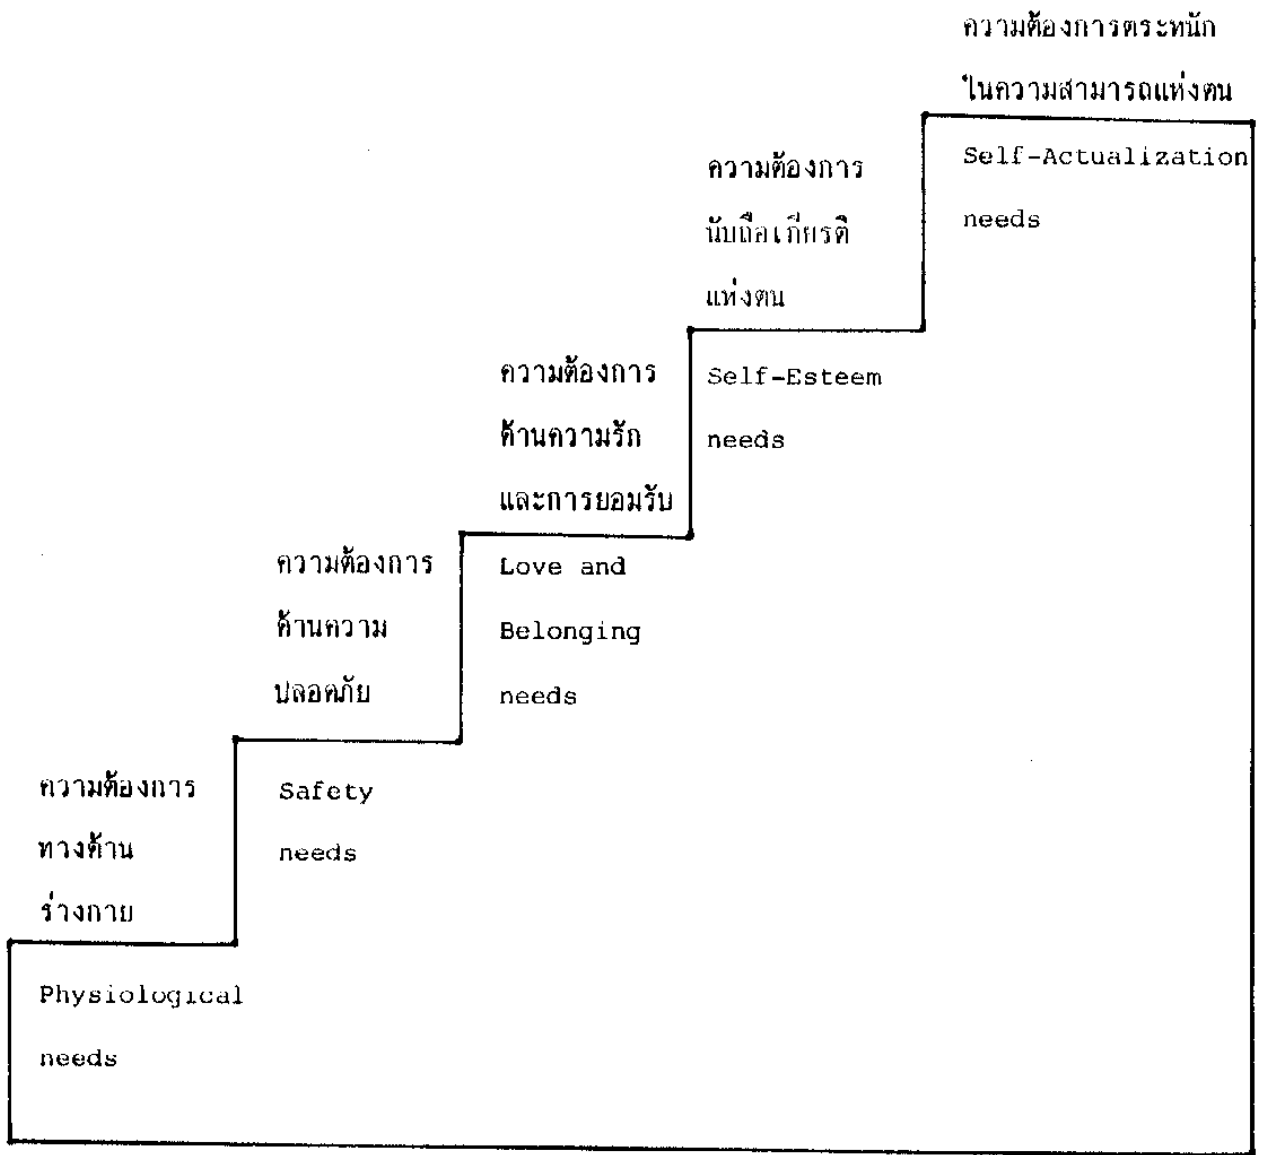 ความต้องการตระหนัก
ในความสามารถแห่งตน
Self-Actualization
needs
ความต้องการ
นับถือเกียรติ
แห่งตน
Self-Esteem
needs
ความต้องการ
ด้านความรัก
และการยอมรับ
Love and
Belonging
needs
ความต้องการ
ด้านความ
ปลอดภัย
Safety
needs
ความต้องการ
ทางด้าน
ร่างกาย
Physiological
needs